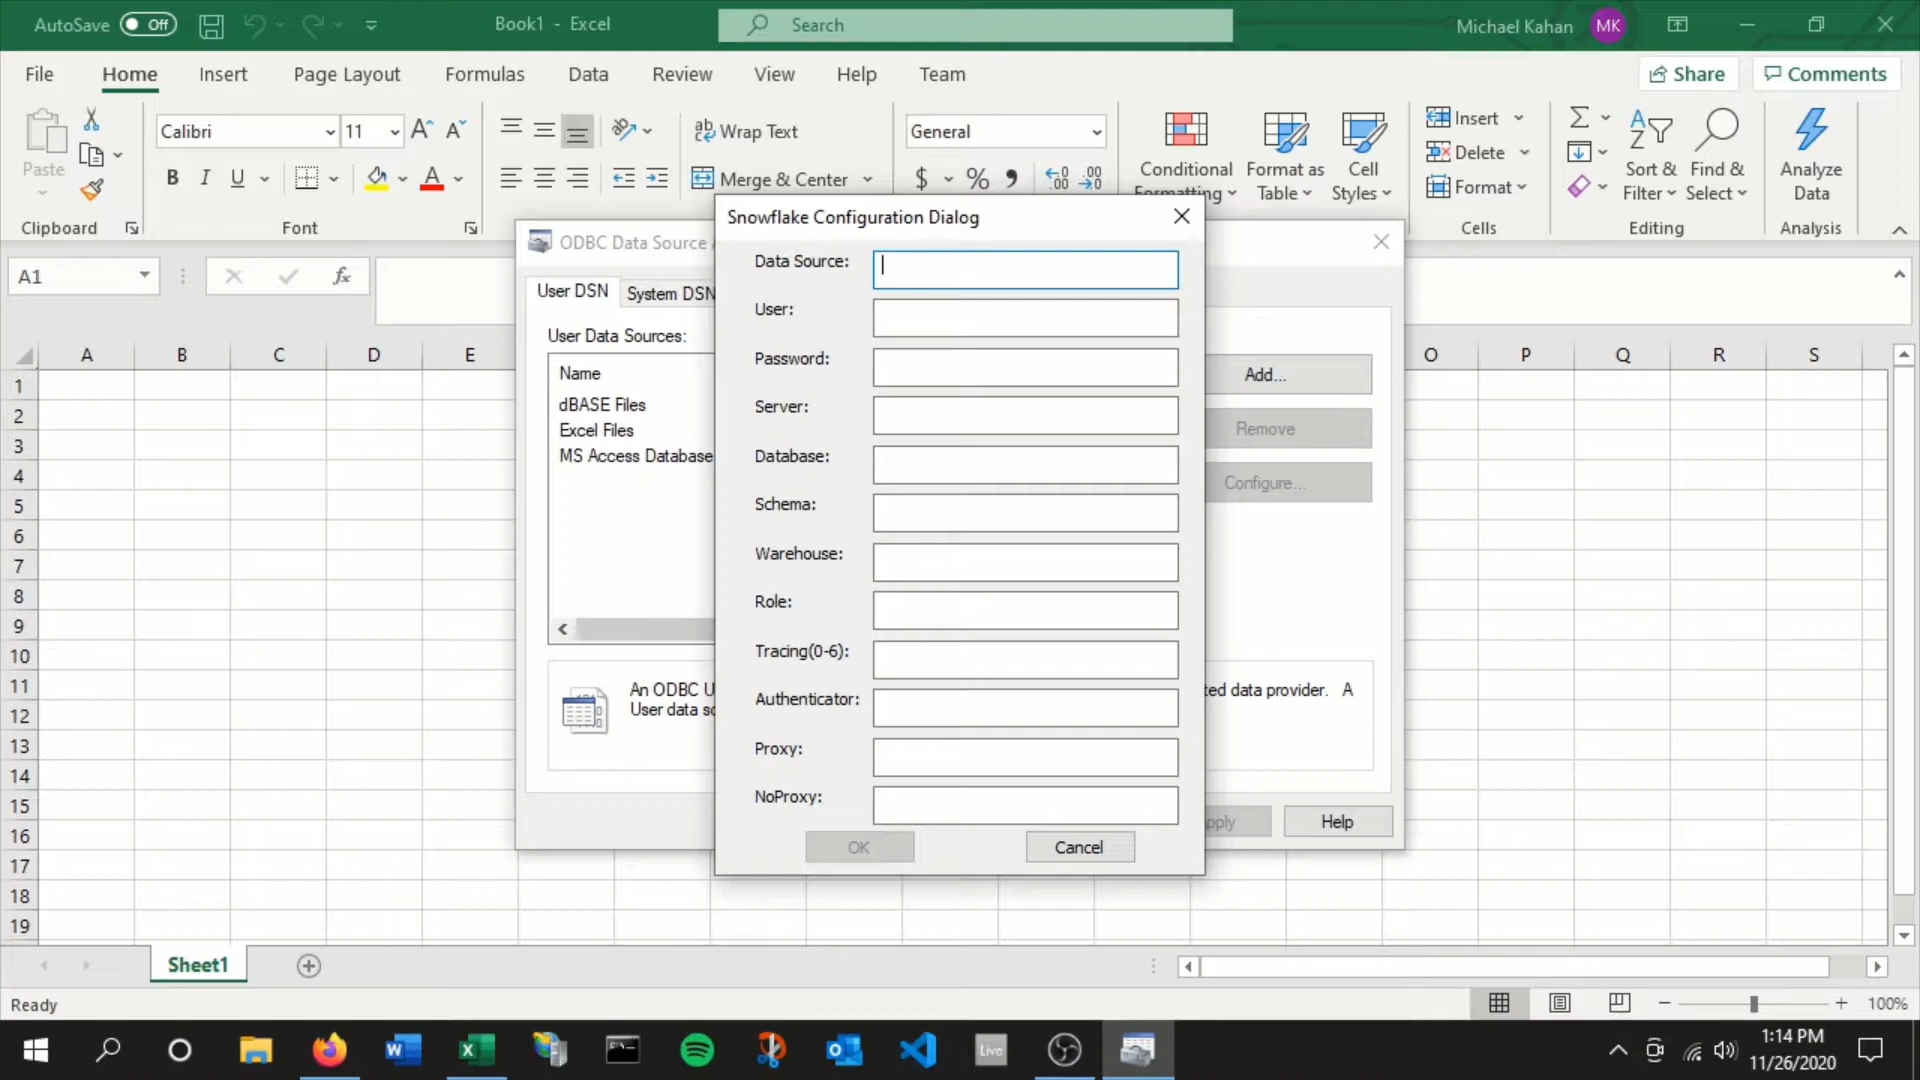 AutoSave Off
Book1 - Excel
Search
Michael Kahan MK
File Home Insert Page Layout Formulas Data Review View Help Team
Share Comments
Paste
Clipboard
Calibri 11
B I U
Font
Wrap Text
Merge & Center
General
$ % 9
Conditional Formatting
Format as Table
Cell Styles
Insert
Delete
Format
Cells
Sort & Filter
Find & Select
Editing
Analyze Data
Analysis
A1
fx
A B C D E O P Q R S
1
2
3
4
5
6
7
8
9
10
11
12
13
14
15
16
17
18
19
ODBC Data Source
User DSN System DSN
User Data Sources:
Name
dBASE Files
Excel Files
MS Access Database
Add...
Remove
Configure...
An ODBC U
User data so
ted data provider. A
pply
Help
Snowflake Configuration Dialog
Data Source:
User:
Password:
Server:
Database:
Schema:
Warehouse:
Role:
Tracing(0-6):
Authenticator:
Proxy:
NoProxy:
OK Cancel
Sheet1
Ready
100%
Live
1:14 PM
11/26/2020